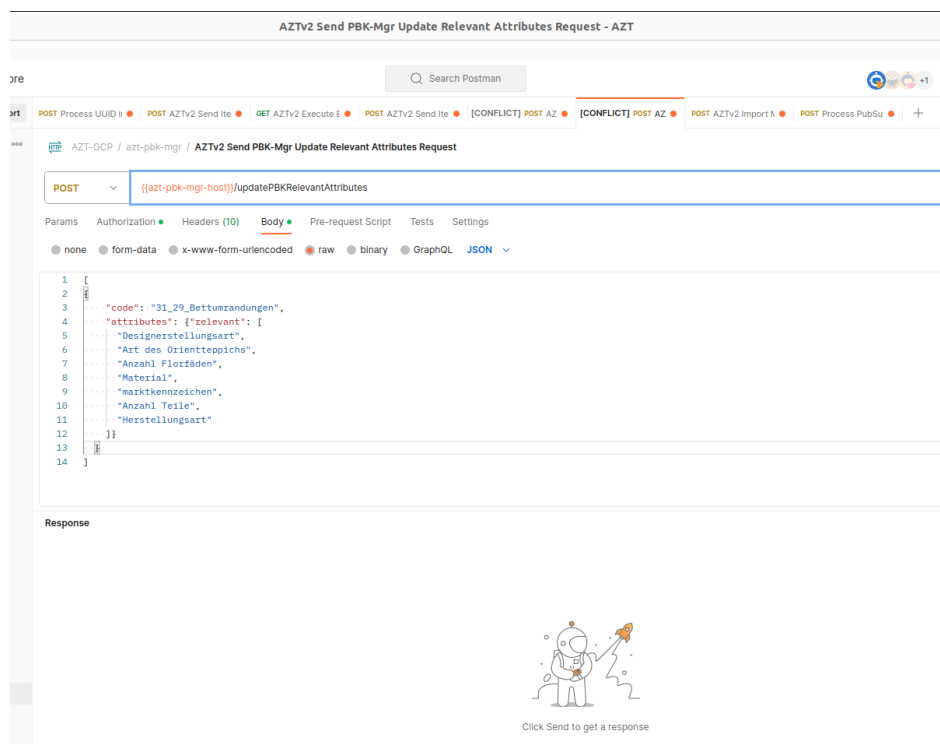 AZTv2 Send PBK-Mgr Update Relevant Attributes Request - AZT
ore
Search Postman
+1
ort
POST Process UUID i
POST AZTv2 Send Ite
GET AZTv2 Execute E
POST AZTv2 Send Ite
[CONFLICT] POST AZ
[CONFLICT] POST AZ
POST AZTv2 Import M
POST Process PubSu
+
ooo
HTTP AZT-GCP / azt-pbk-mgr / AZTv2 Send PBK-Mgr Update Relevant Attributes Request
POST {{azt-pbk-mgr-host}}/updatePBKRelevantAttributes
Params Authorization Headers (10) Body Pre-request Script Tests Settings
none form-data x-www-form-urlencoded raw binary GraphQL JSON
1 [
2 {
3 "code": "31_29_Bettumrandungen",
4 "attributes": {"relevant": [
5 "Designerstellungsart",
6 "Art des Orientteppichs",
7 "Anzahl Florfäden",
8 "Material",
9 "marktkennzeichen",
10 "Anzahl Teile",
11 "Herstellungsart"
12 ]}
13 }
14 ]
Response
Click Send to get a response